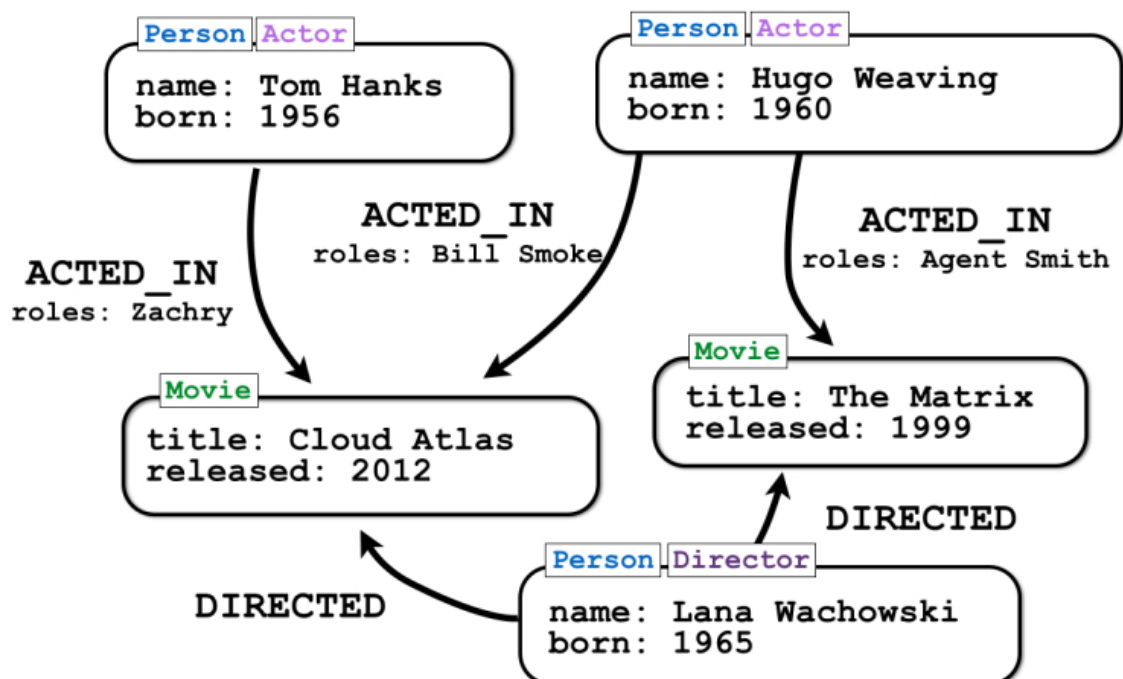 Person Actor
name: Tom Hanks
born: 1956
Person Actor
name: Hugo Weaving
born: 1960
ACTED_IN
roles: Zachry
ACTED_IN
roles: Bill Smoke
ACTED_IN
roles: Agent Smith
Movie
title: Cloud Atlas
released: 2012
Movie
title: The Matrix
released: 1999
DIRECTED
DIRECTED
Person Director
name: Lana Wachowski
born: 1965